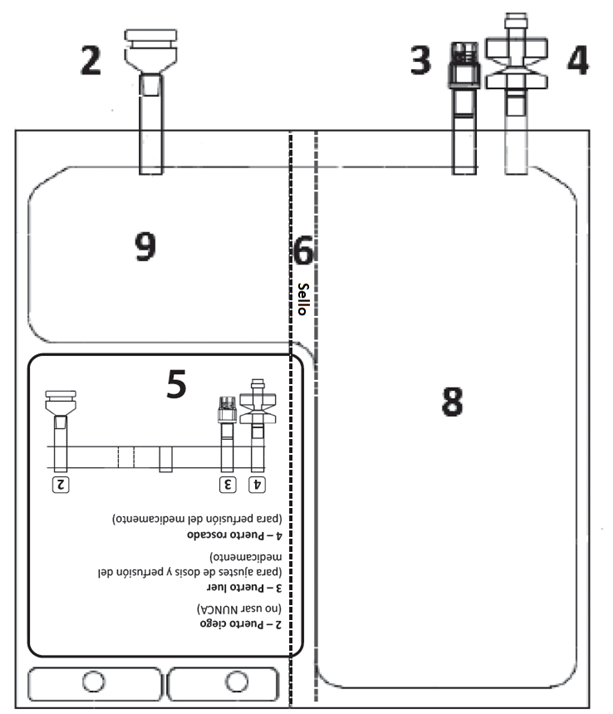 2
3
4
9
6
Sello
5
8
2
3
4
4 – Puerto roscado
(para perfusión del medicamento)
3 – Puerto luer
(para ajustes de dosis y perfusión del
medicamento)
2 – Puerto ciego
(no usar NUNCA)